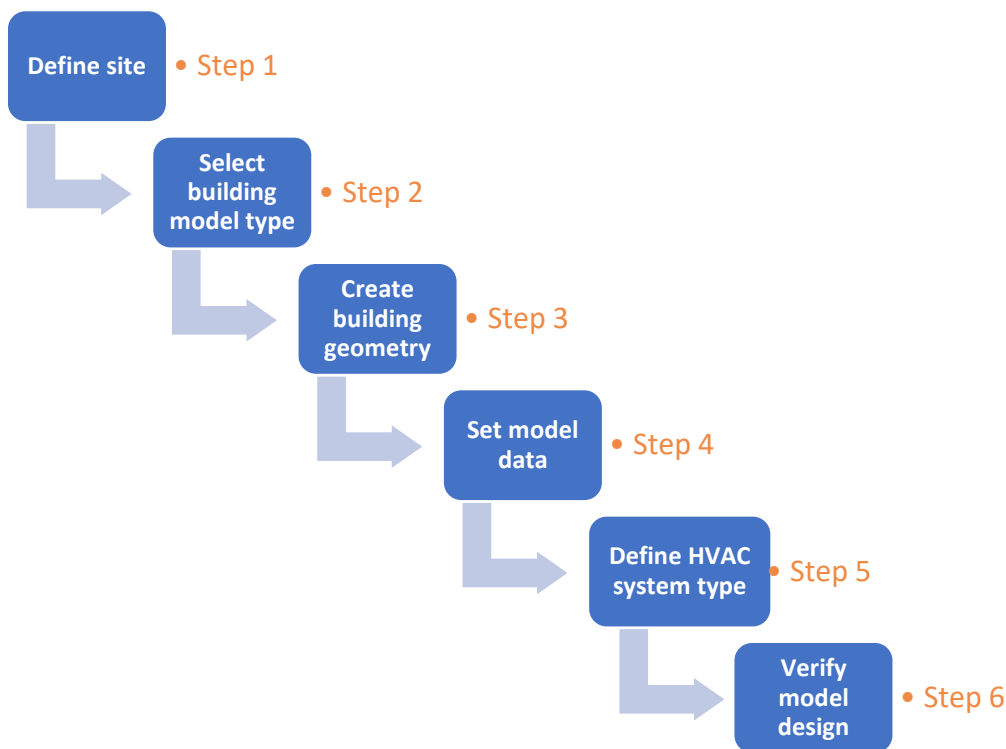 Define site
• Step 1
Select
building
model type
• Step 2
Create
building
geometry
• Step 3
Set model
data
• Step 4
Define HVAC
system type
• Step 5
Verify
model
design
• Step 6